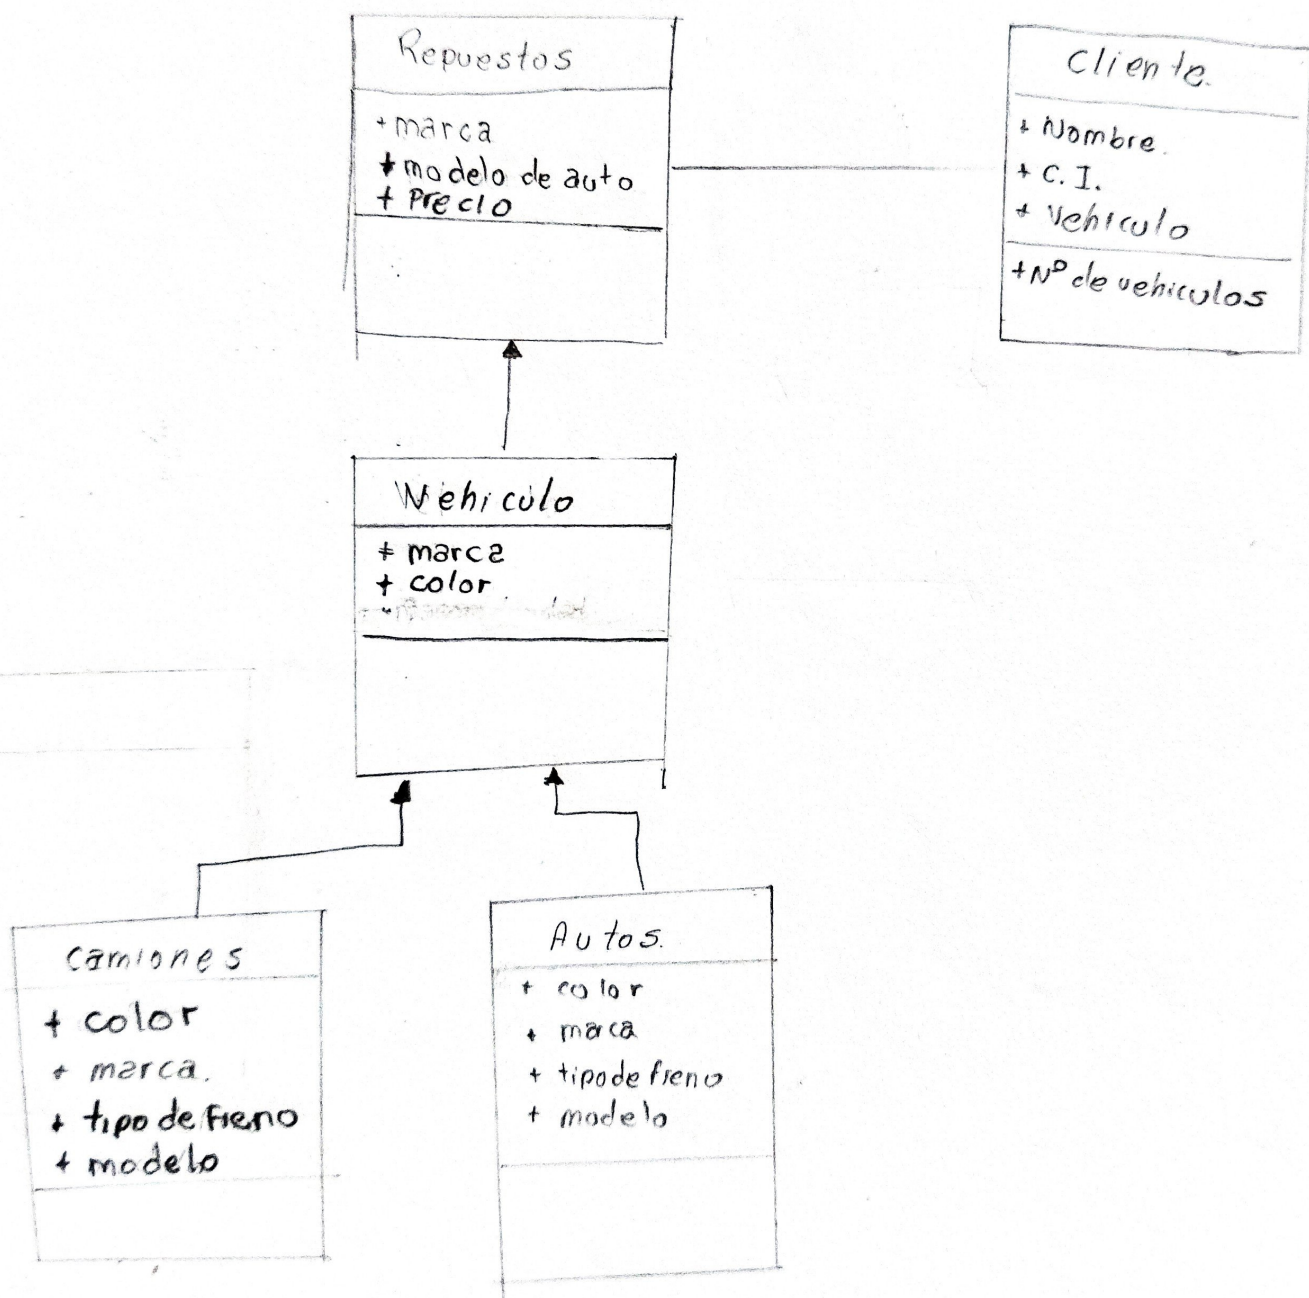 Repuestos
+ marca
+ modelo de auto
+ Precio
Cliente.
+ Nombre.
+ C. I.
+ Vehiculo
+ Nº de vehiculos
Vehiculo
+ marca
+ color
Camiones
+ color
+ marca.
+ tipo de freno
+ modelo
Autos.
+ color
+ marca
+ tipo de freno
+ modelo